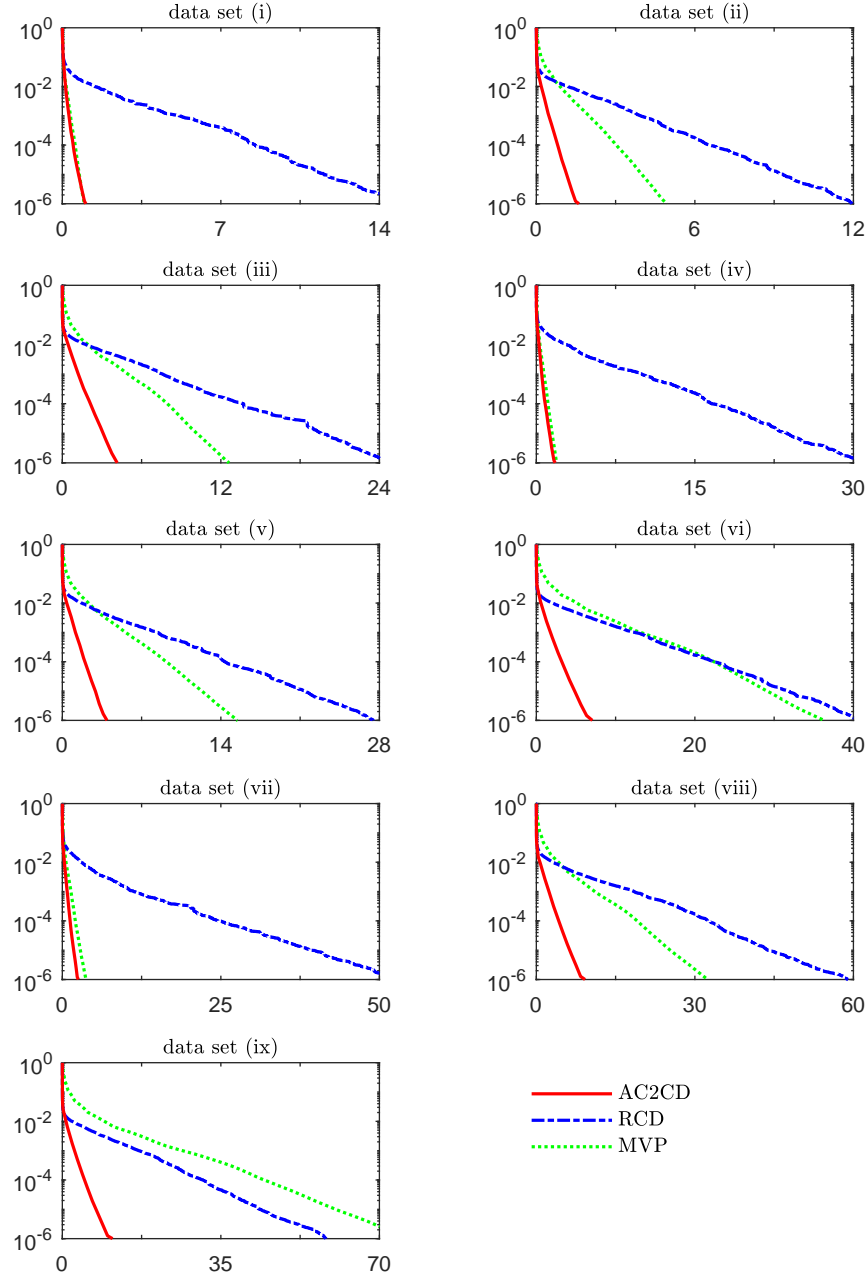 data set (i)
10^0
10^-2
10^-4
10^-6
0 7 14
data set (ii)
10^0
10^-2
10^-4
10^-6
0 6 12
data set (iii)
10^0
10^-2
10^-4
10^-6
0 12 24
data set (iv)
10^0
10^-2
10^-4
10^-6
0 15 30
data set (v)
10^0
10^-2
10^-4
10^-6
0 14 28
data set (vi)
10^0
10^-2
10^-4
10^-6
0 20 40
data set (vii)
10^0
10^-2
10^-4
10^-6
0 25 50
data set (viii)
10^0
10^-2
10^-4
10^-6
0 30 60
data set (ix)
10^0
10^-2
10^-4
10^-6
0 35 70
AC2CD
RCD
MVP